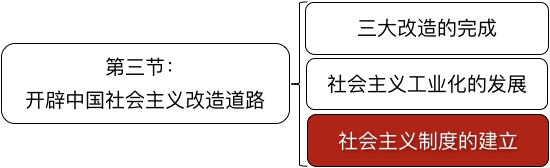 第三节：
开辟中国社会主义改造道路
三大改造的完成
社会主义工业化的发展
社会主义制度的建立